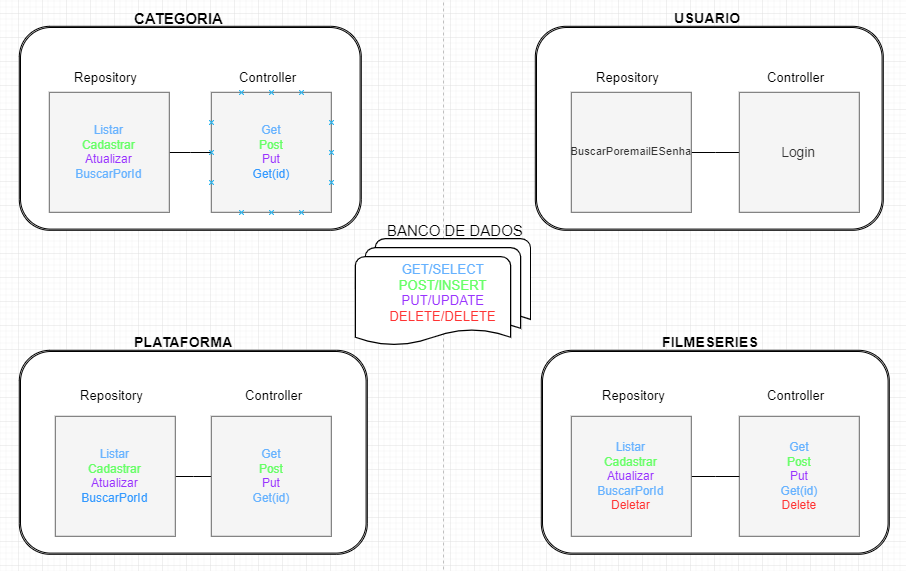 CATEGORIA
Repository
Controller
Listar
Cadastrar
Atualizar
BuscarPorId
Get
Post
Put
Get(id)
USUARIO
Repository
Controller
BuscarPoremailESenha
Login
BANCO DE DADOS
GET/SELECT
POST/INSERT
PUT/UPDATE
DELETE/DELETE
PLATAFORMA
Repository
Controller
Listar
Cadastrar
Atualizar
BuscarPorId
Get
Post
Put
Get(id)
FILMESERIES
Repository
Controller
Listar
Cadastrar
Atualizar
BuscarPorId
Deletar
Get
Post
Put
Get(id)
Delete